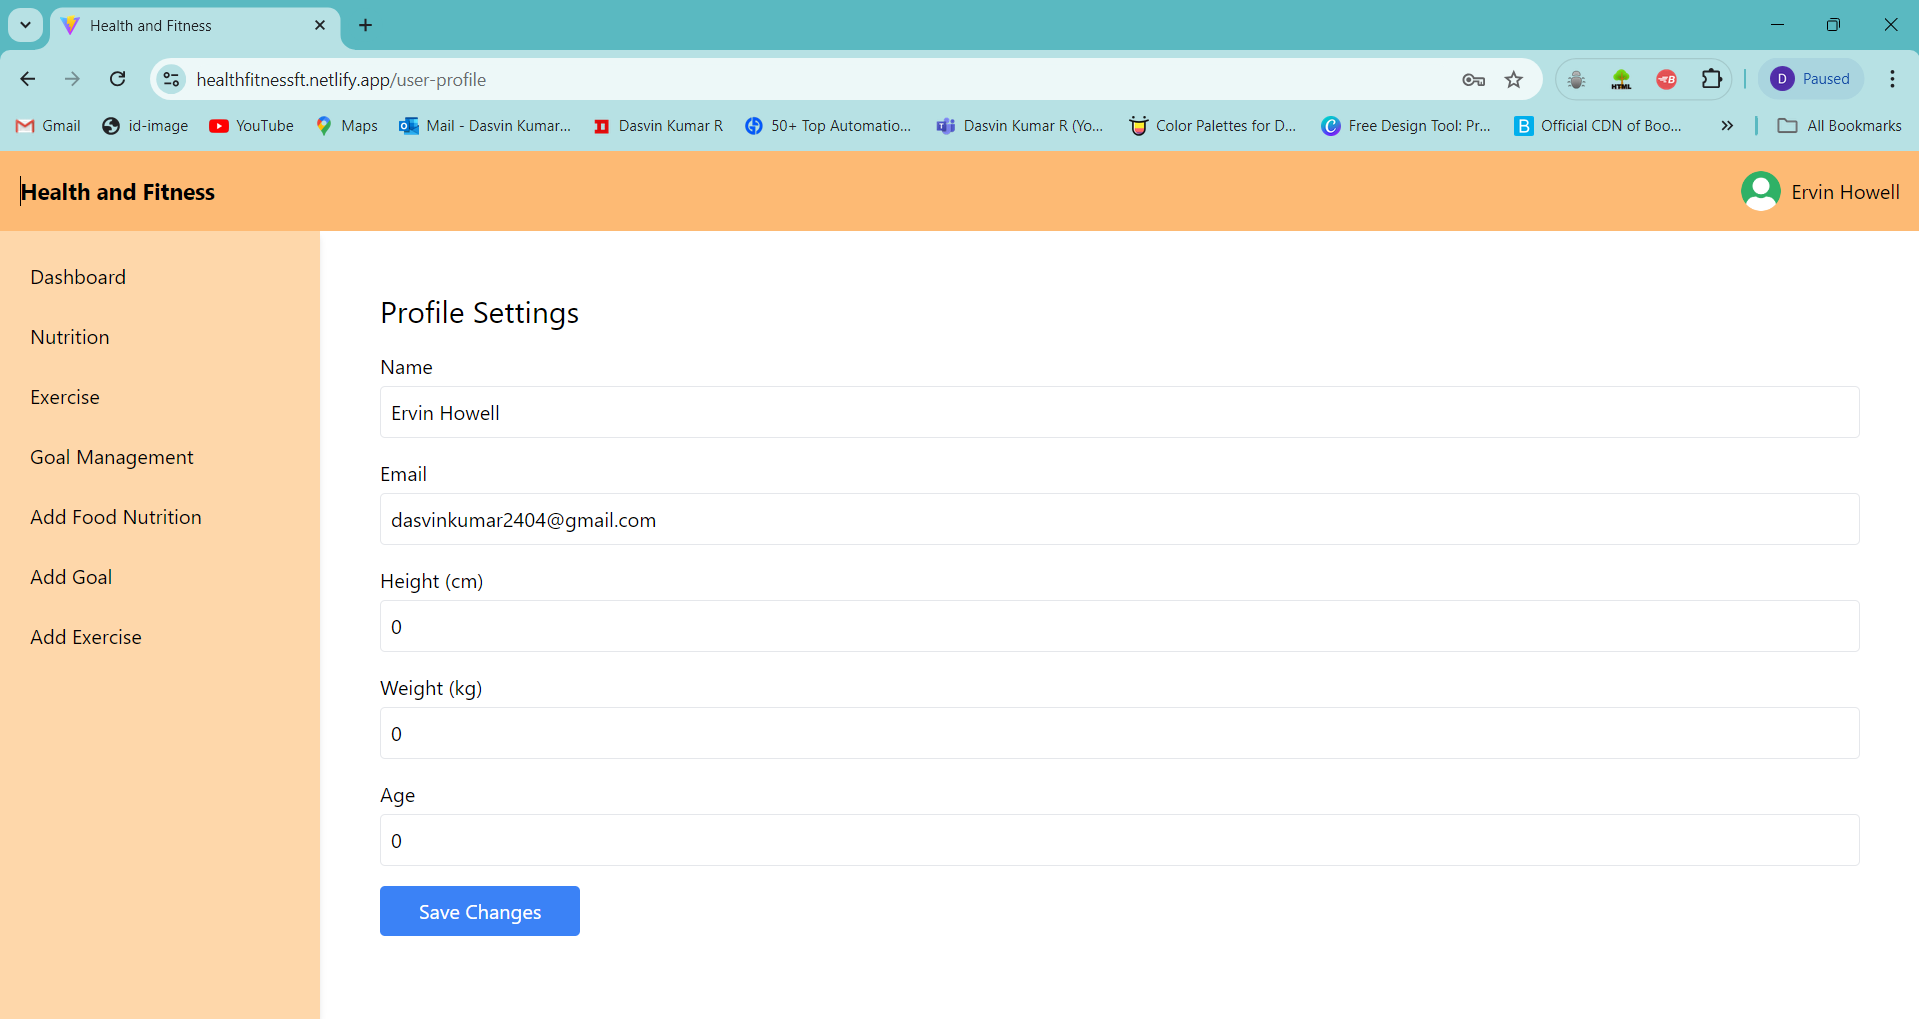 Health and Fitness
healthfitnessft.netlify.app/user-profile
D Paused
Gmail id-image YouTube Maps Mail - Dasvin Kumar... Dasvin Kumar R 50+ Top Automatio... Dasvin Kumar R (Yo... Color Palettes for D... Free Design Tool: Pr... Official CDN of Boo... All Bookmarks
Health and Fitness
Ervin Howell
Dashboard
Nutrition
Exercise
Goal Management
Add Food Nutrition
Add Goal
Add Exercise
Profile Settings
Name
Ervin Howell
Email
dasvinkumar2404@gmail.com
Height (cm)
0
Weight (kg)
0
Age
0
Save Changes